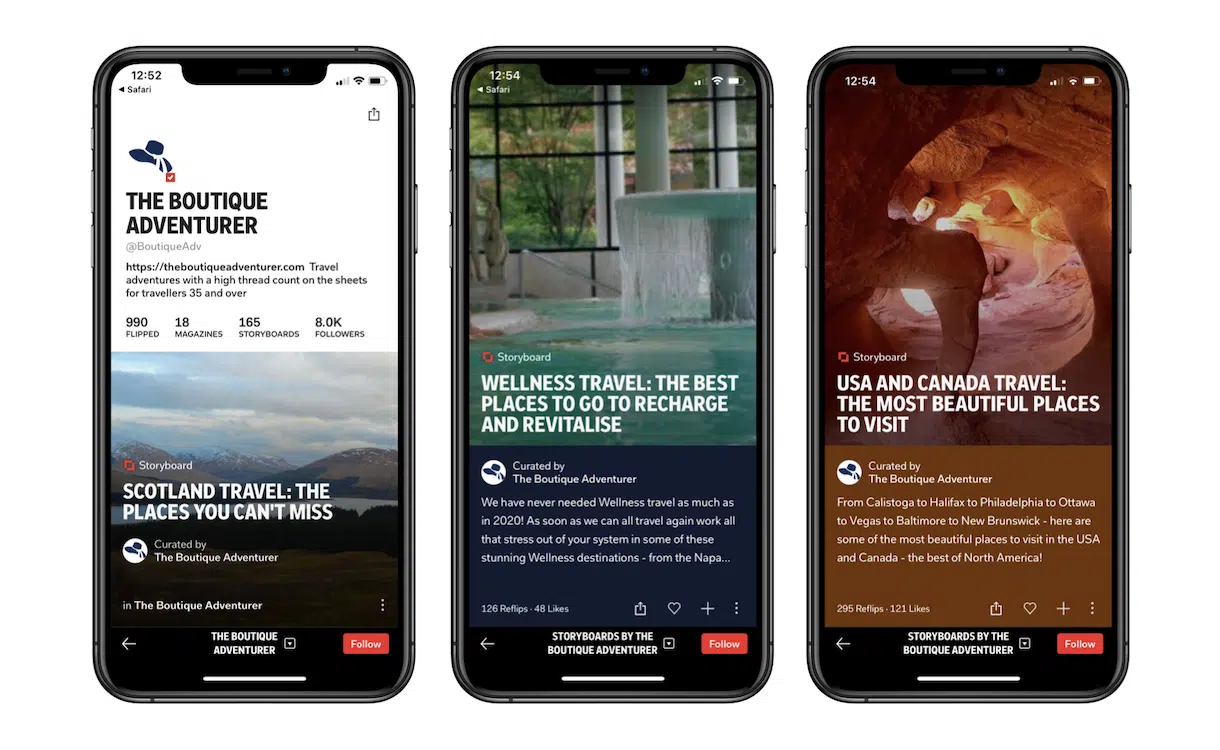 12:52
◀ Safari
THE BOUTIQUE
ADVENTURER
@BoutiqueAdv
https://theboutiqueadventurer.com Travel
adventures with a high thread count on the sheets
for travellers 35 and over
990 18 165 8.0K
FLIPPED MAGAZINES STORYBOARDS FOLLOWERS
Storyboard
SCOTLAND TRAVEL: THE
PLACES YOU CAN'T MISS
Curated by
The Boutique Adventurer
in The Boutique Adventurer
THE BOUTIQUE
ADVENTURER
Follow
12:54
◀ Safari
Storyboard
WELLNESS TRAVEL: THE BEST
PLACES TO GO TO RECHARGE
AND REVITALISE
Curated by
The Boutique Adventurer
We have never needed Wellness travel as much as
in 2020! As soon as we can all travel again work all
that stress out of your system in some of these
stunning Wellness destinations - from the Napa...
126 Reflips · 48 Likes
STORYBOARDS BY THE
BOUTIQUE ADVENTURER
Follow
12:54
Storyboard
USA AND CANADA TRAVEL:
THE MOST BEAUTIFUL PLACES
TO VISIT
Curated by
The Boutique Adventurer
From Calistoga to Halifax to Philadelphia to Ottawa
to Vegas to Baltimore to New Brunswick - here are
some of the most beautiful places to visit in the USA
and Canada - the best of North America!
295 Reflips · 121 Likes
STORYBOARDS BY THE
BOUTIQUE ADVENTURER
Follow